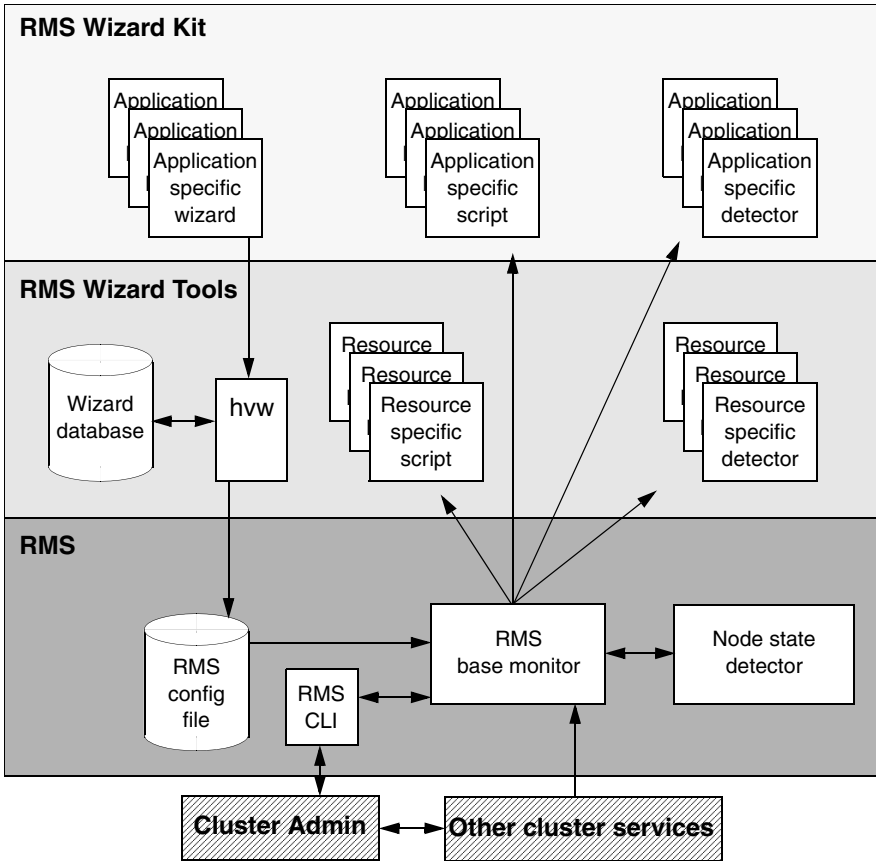 RMS Wizard Kit
Application
Application
Application
specific
wizard
Application
Application
Application
specific
script
Application
Application
Application
specific
detector
RMS Wizard Tools
Wizard
database
hvw
Resource
Resource
Resource
specific
script
Resource
Resource
Resource
specific
detector
RMS
RMS
config
file
RMS
CLI
RMS
base monitor
Node state
detector
Cluster Admin
Other cluster services